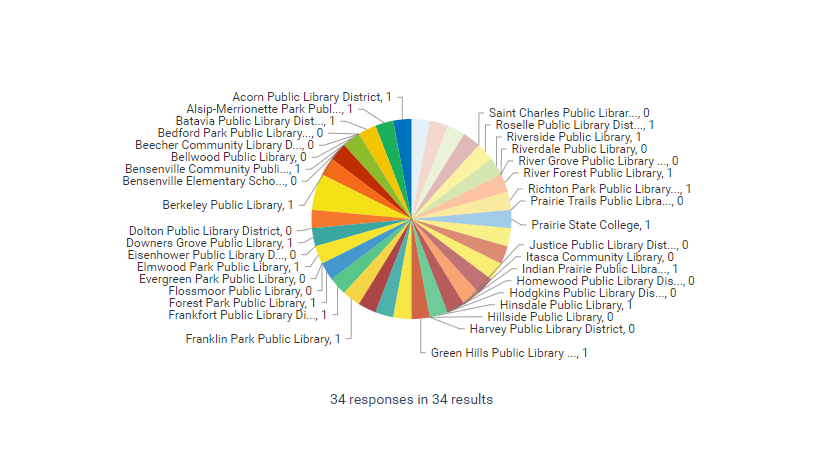 Acorn Public Library District, 1
Alsip-Merrionette Park Publ..., 1
Batavia Public Library Dist..., 1
Bedford Park Public Library..., 0
Beecher Community Library D..., 0
Bellwood Public Library, 0
Bensenville Community Publi..., 1
Bensenville Elementary Scho..., 0
Berkeley Public Library, 1
Dolton Public Library District, 0
Downers Grove Public Library, 1
Eisenhower Public Library D..., 0
Elmwood Park Public Library, 1
Evergreen Park Public Library, 0
Flossmoor Public Library, 0
Forest Park Public Library, 1
Frankfort Public Library Di..., 1
Franklin Park Public Library, 1
Saint Charles Public Librar..., 0
Roselle Public Library Dist..., 1
Riverside Public Library, 1
Riverdale Public Library, 0
River Grove Public Library ..., 0
River Forest Public Library, 1
Richton Park Public Library..., 1
Prairie Trails Public Libra..., 0
Prairie State College, 1
Justice Public Library Dist..., 0
Itasca Community Library, 0
Indian Prairie Public Libra..., 1
Homewood Public Library Dis..., 0
Hodgkins Public Library Dis..., 0
Hinsdale Public Library, 1
Hillside Public Library, 0
Harvey Public Library District, 0
Green Hills Public Library ..., 1
34 responses in 34 results